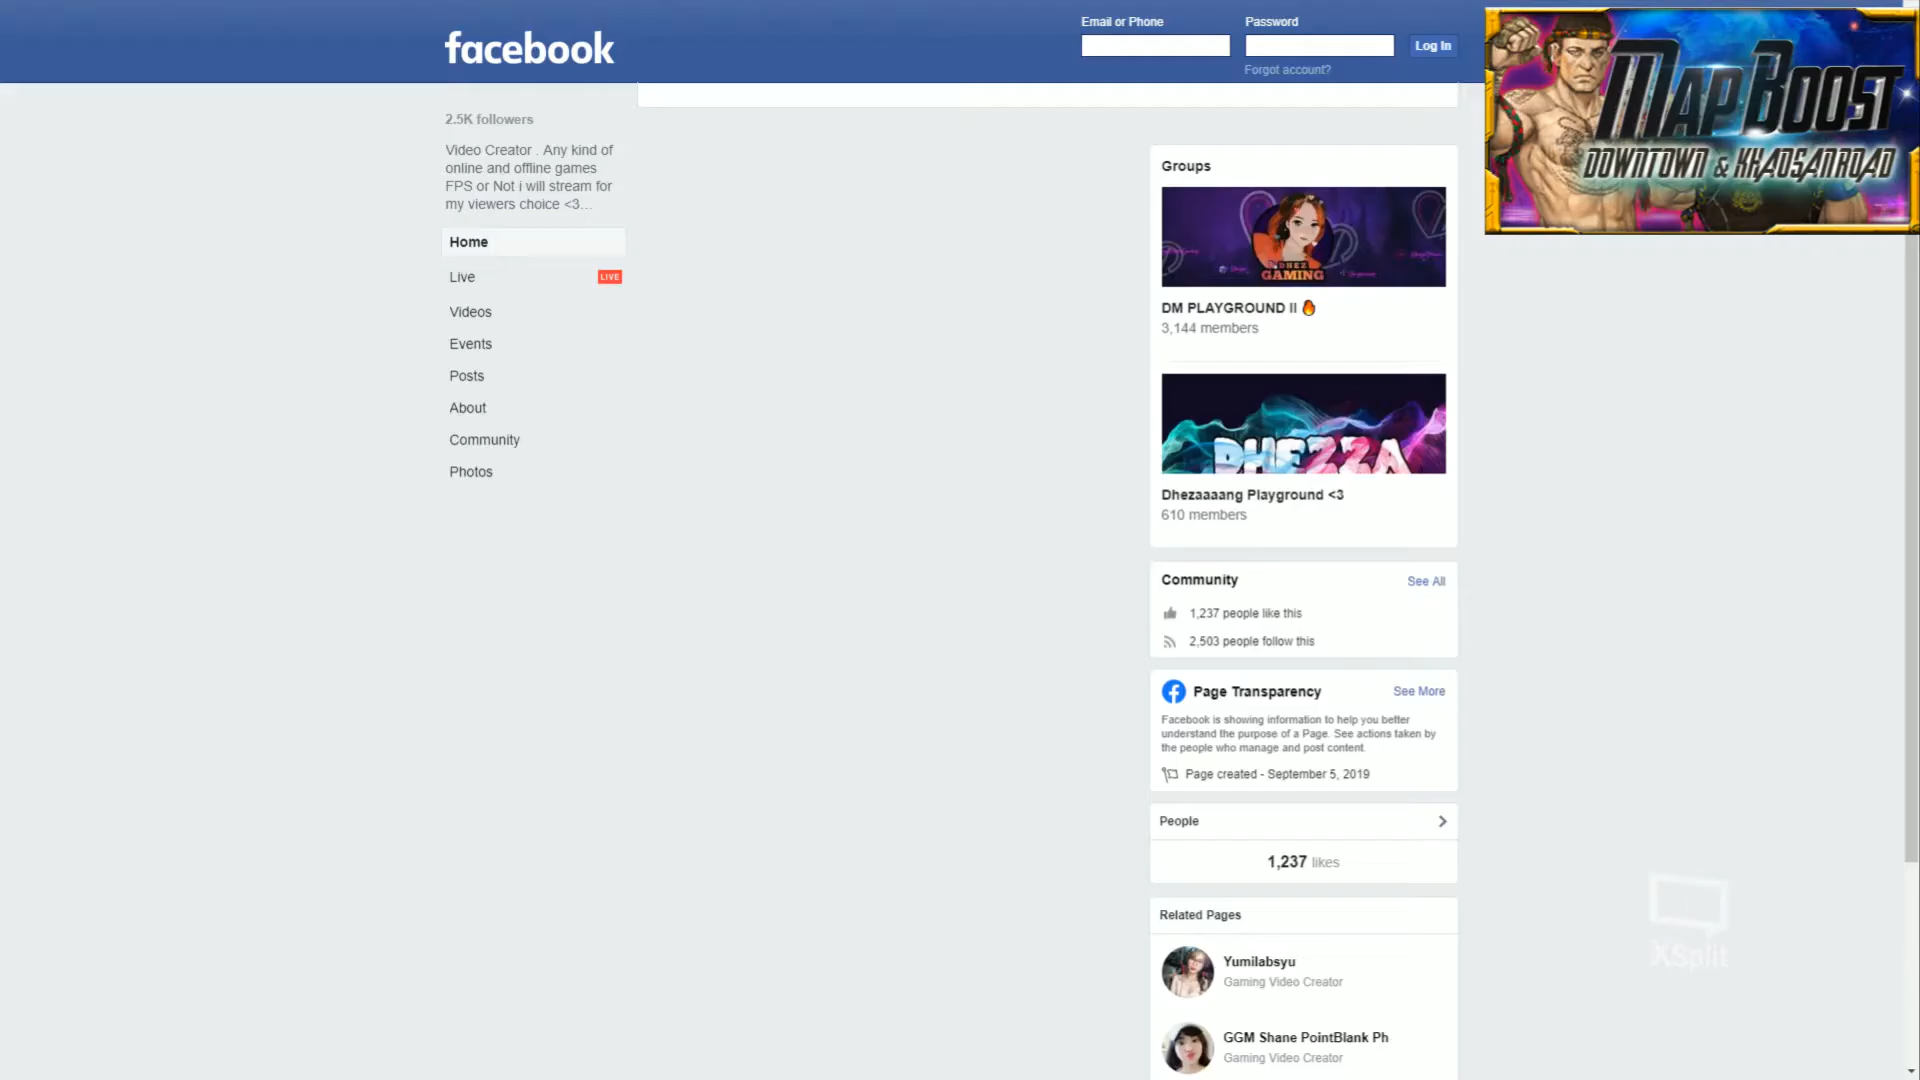 facebook
Email or Phone
Password
Log In
Forgot account?
MAP BOOST
DOWNTOWN & KHAOSANROAD
2.5K followers
Video Creator . Any kind of
online and offline games
FPS or Not i will stream for
my viewers choice <3...
Home
Live
LIVE
Videos
Events
Posts
About
Community
Photos
Groups
DHEZ
GAMING
DM PLAYGROUND II 🔥
3,144 members
DHEZZA
Dhezaaaang Playground <3
610 members
Community
See All
1,237 people like this
2,503 people follow this
Page Transparency
See More
Facebook is showing information to help you better
understand the purpose of a Page. See actions taken by
the people who manage and post content.
Page created - September 5, 2019
People
1,237 likes
Related Pages
Yumilabsyu
Gaming Video Creator
GGM Shane PointBlank Ph
Gaming Video Creator
XSplit